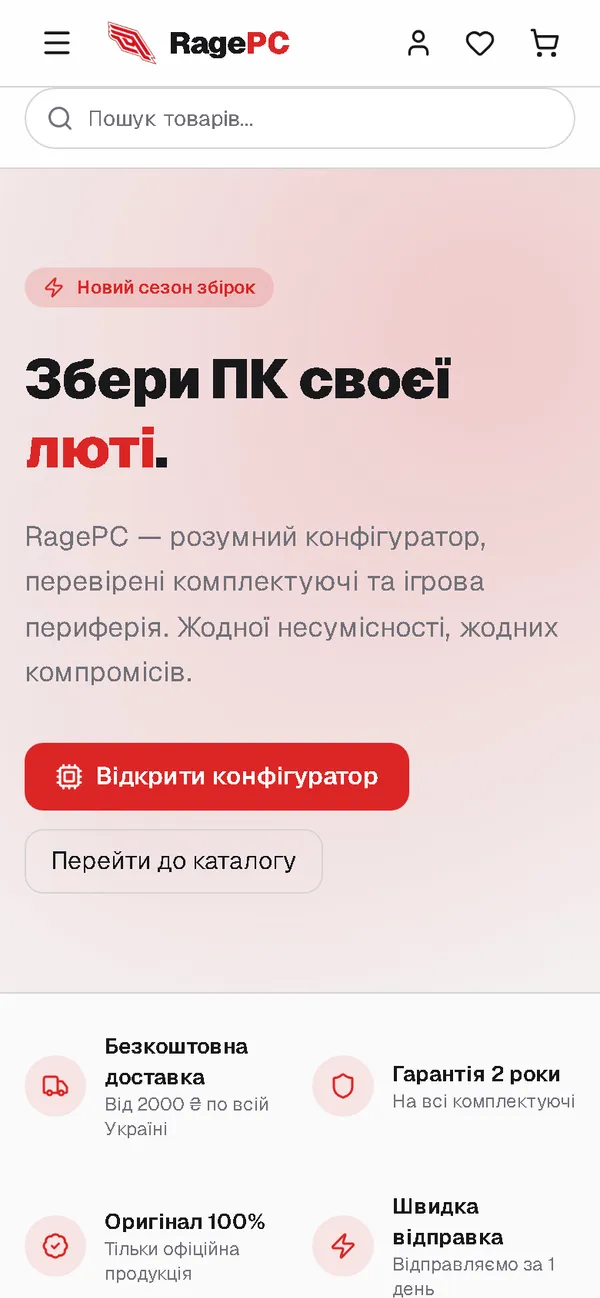 RagePC
Пошук товарів...
Новий сезон збірок
Збери ПК своєї
люті.
RagePC — розумний конфігуратор,
перевірені комплектуючі та ігрова
периферія. Жодної несумісності, жодних
компромісів.
Відкрити конфігуратор
Перейти до каталогу
Безкоштовна
доставка
Від 2000 ₴ по всій
Україні
Гарантія 2 роки
На всі комплектуючі
Оригінал 100%
Тільки офіційна
продукція
Швидка
відправка
Відправляємо за 1
день